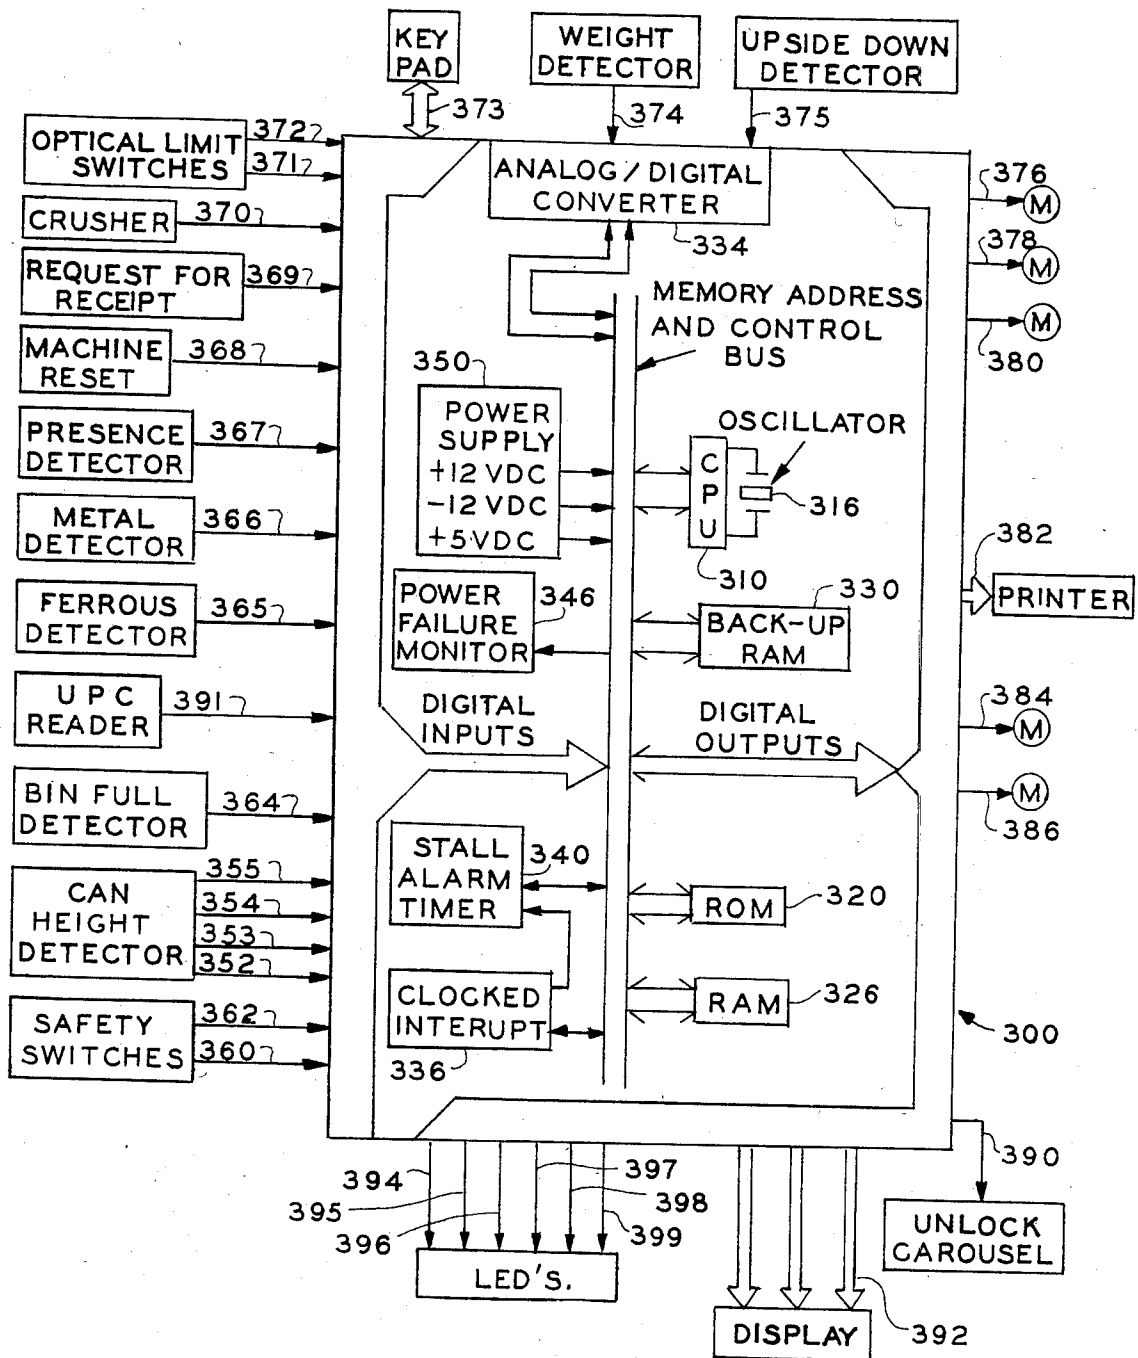 KEY
PAD
373
WEIGHT
DETECTOR
374
UPSIDE DOWN
DETECTOR
375
OPTICAL LIMIT
SWITCHES
372
371
CRUSHER
370
REQUEST FOR
RECEIPT
369
MACHINE
RESET
368
PRESENCE
DETECTOR
367
METAL
DETECTOR
366
FERROUS
DETECTOR
365
UPC
READER
391
BIN FULL
DETECTOR
364
CAN
HEIGHT
DETECTOR
355
354
353
352
SAFETY
SWITCHES
362
360
ANALOG / DIGITAL
CONVERTER
334
MEMORY ADDRESS
AND CONTROL
BUS
350
POWER
SUPPLY
+12 VDC
-12 VDC
+5 VDC
OSCILLATOR
CPU
316
310
POWER
FAILURE
MONITOR
346
330
BACK-UP
RAM
DIGITAL
INPUTS
DIGITAL
OUTPUTS
STALL
ALARM
TIMER
340
ROM
320
CLOCKED
INTERUPT
336
RAM
326
376
M
378
M
M
380
382
PRINTER
384
M
M
386
300
390
UNLOCK
CAROUSEL
394
395
396
397
398
399
LED'S.
DISPLAY
392